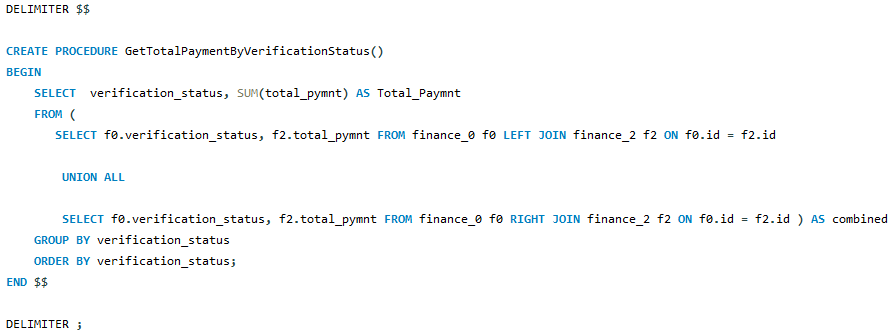 DELIMITER $$
CREATE PROCEDURE GetTotalPaymentByVerificationStatus()
BEGIN
SELECT  verification_status, SUM(total_pymnt) AS Total_Paymnt
FROM (
SELECT f0.verification_status, f2.total_pymnt FROM finance_0 f0 LEFT JOIN finance_2 f2 ON f0.id = f2.id
UNION ALL
SELECT f0.verification_status, f2.total_pymnt FROM finance_0 f0 RIGHT JOIN finance_2 f2 ON f0.id = f2.id ) AS combined
GROUP BY verification_status
ORDER BY verification_status;
END $$
DELIMITER ;